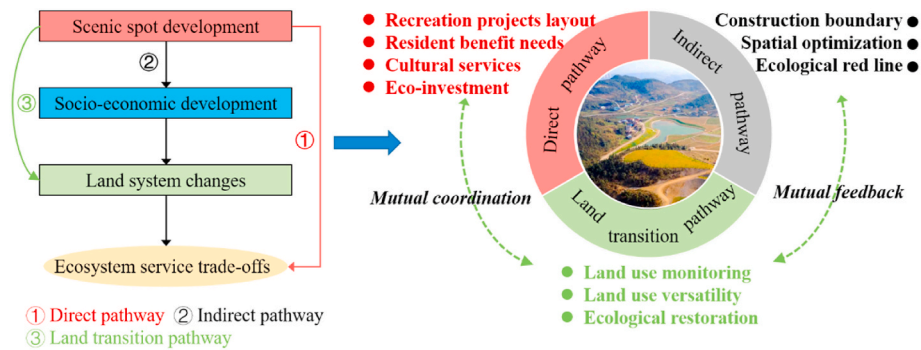 Scenic spot development
②
③
Socio-economic development
①
Land system changes
Ecosystem service trade-offs
① Direct pathway ② Indirect pathway
③ Land transition pathway
● Recreation projects layout
● Resident benefit needs
● Cultural services
● Eco-investment
Construction boundary ●
Spatial optimization ●
Ecological red line ●
Direct pathway
Indirect pathway
Land transition pathway
Mutual coordination
Mutual feedback
● Land use monitoring
● Land use versatility
● Ecological restoration